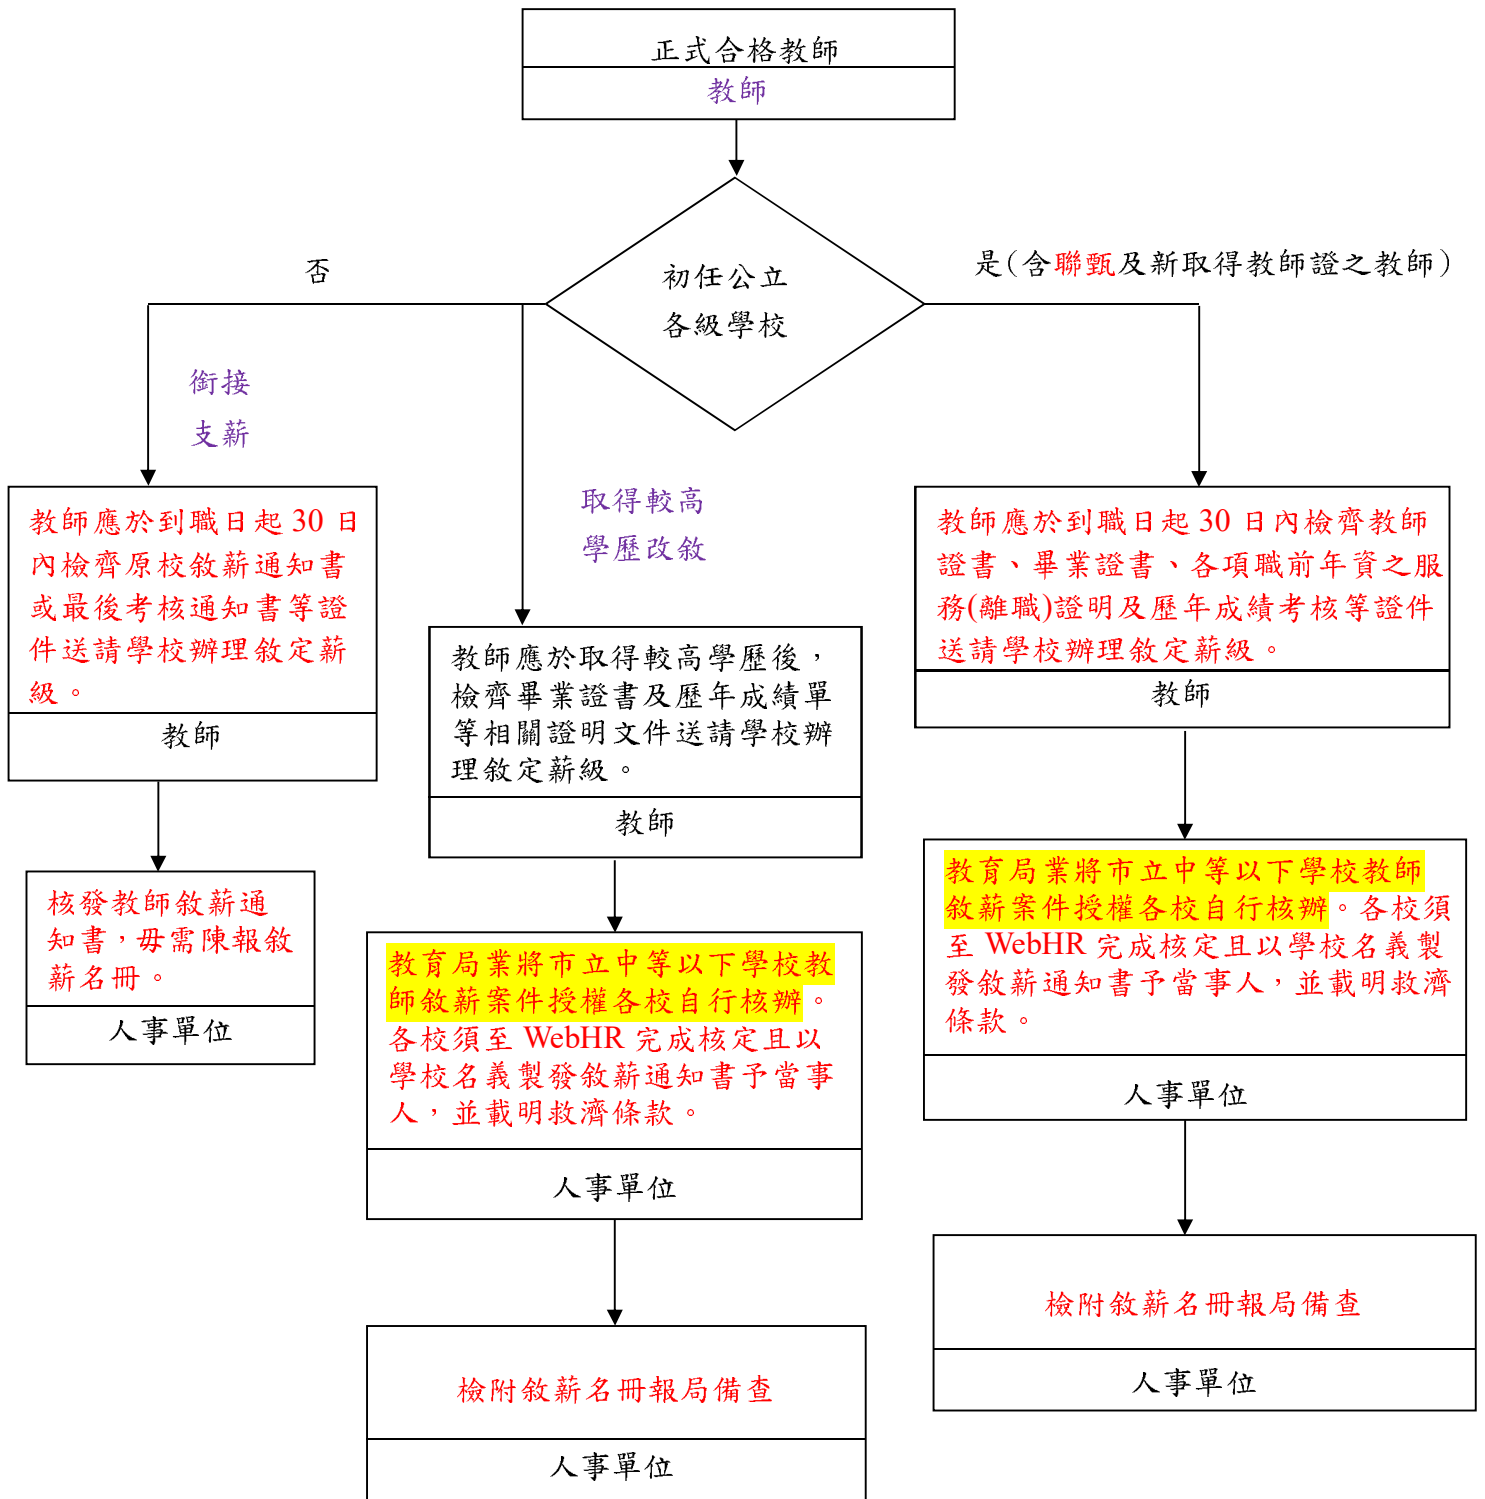 正式合格教師
教師
初任公立
各級學校
否
是(含聯甄及新取得教師證之教師)
銜接
支薪
取得較高
學歷改敘
教師應於到職日起 30 日
內檢齊原校敘薪通知書
或最後考核通知書等證
件送請學校辦理敘定薪
級。
教師
核發教師敘薪通
知書，毋需陳報敘
薪名冊。
人事單位
教師應於取得較高學歷後，
檢齊畢業證書及歷年成績單
等相關證明文件送請學校辦
理敘定薪級。
教師
教育局業將市立中等以下學校教
師敘薪案件授權各校自行核辦。
各校須至 WebHR 完成核定且以
學校名義製發敘薪通知書予當事
人，並載明救濟條款。
人事單位
檢附敘薪名冊報局備查
人事單位
教師應於到職日起 30 日內檢齊教師
證書、畢業證書、各項職前年資之服
務(離職)證明及歷年成績考核等證件
送請學校辦理敘定薪級。
教師
教育局業將市立中等以下學校教師
敘薪案件授權各校自行核辦。各校須
至 WebHR 完成核定且以學校名義製
發敘薪通知書予當事人，並載明救濟
條款。
人事單位
檢附敘薪名冊報局備查
人事單位